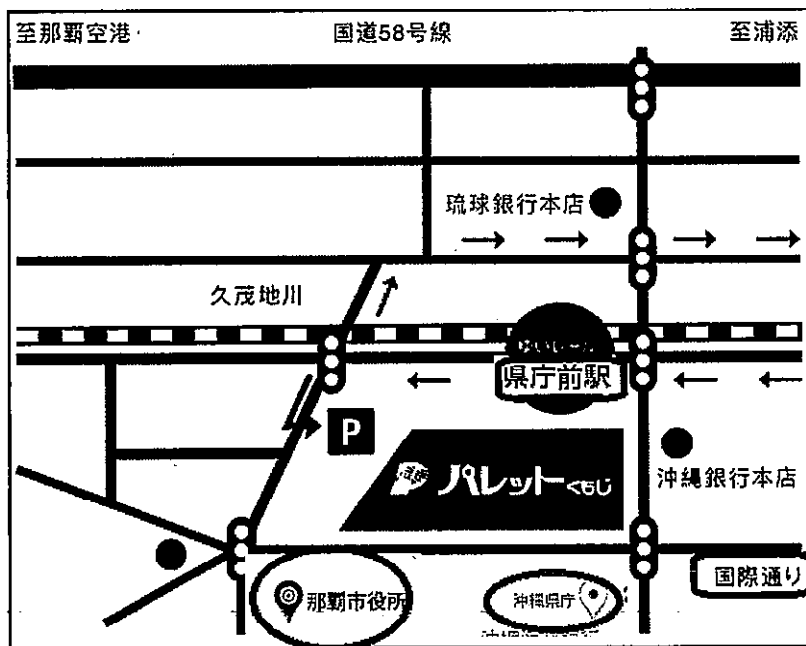 至那覇空港
国道58号線
至浦添
琉球銀行本店
久茂地川
県庁前駅
P
パレットくもじ
沖縄銀行本店
国際通り
那覇市役所
沖縄県庁